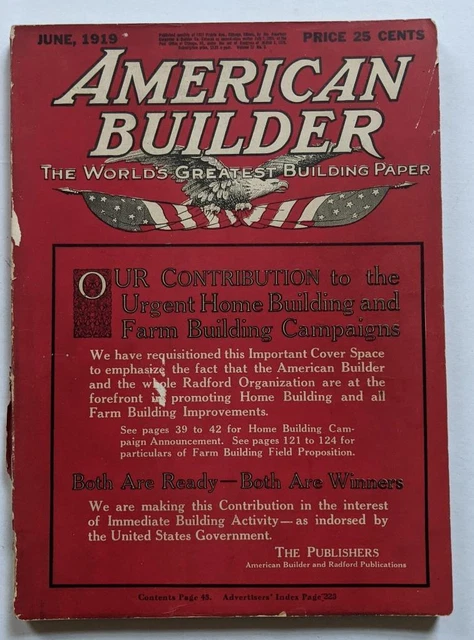 JUNE, 1919
PRICE 25 CENTS
AMERICAN
BUILDER
THE WORLD'S GREATEST BUILDING PAPER
OUR CONTRIBUTION to the
Urgent Home Building and
Farm Building Campaigns
We have requisitioned this Important Cover Space
to emphasize the fact that the American Builder
and the whole Radford Organization are at the
forefront in promoting Home Building and all
Farm Building Improvements.
See pages 39 to 42 for Home Building Cam-
paign Announcement. See pages 121 to 124 for
particulars of Farm Building Field Proposition.
Both Are Ready—Both Are Winners
We are making this Contribution in the interest
of Immediate Building Activity—as indorsed by
the United States Government.
THE PUBLISHERS
American Builder and Radford Publications
Contents Page 43. Advertisers' Index Page